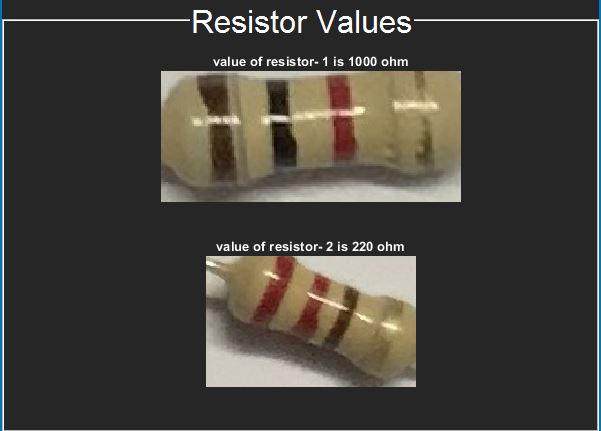 Resistor Values
value of resistor- 1 is 1000 ohm
value of resistor- 2 is 220 ohm